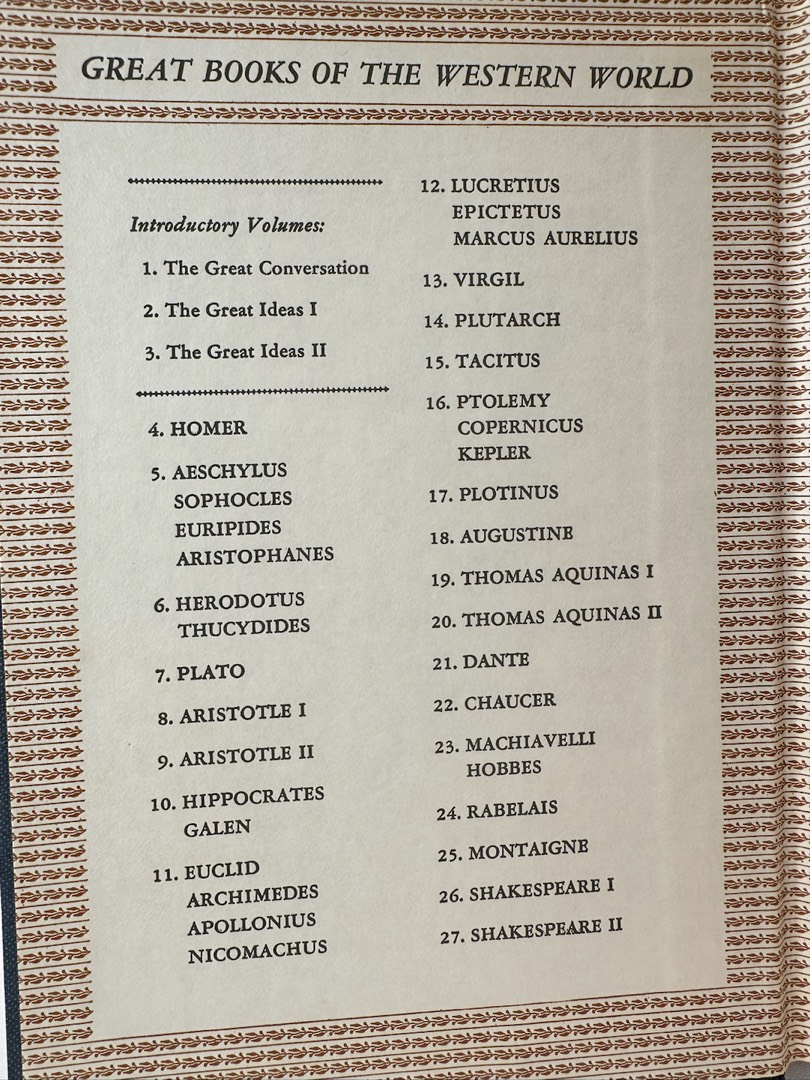 GREAT BOOKS OF THE WESTERN WORLD
Introductory Volumes:
1. The Great Conversation
2. The Great Ideas I
3. The Great Ideas II
4. HOMER
5. AESCHYLUS
SOPHOCLES
EURIPIDES
ARISTOPHANES
6. HERODOTUS
THUCYDIDES
7. PLATO
8. ARISTOTLE I
9. ARISTOTLE II
10. HIPPOCRATES
GALEN
11. EUCLID
ARCHIMEDES
APOLLONIUS
NICOMACHUS
12. LUCRETIUS
EPICTETUS
MARCUS AURELIUS
13. VIRGIL
14. PLUTARCH
15. TACITUS
16. PTOLEMY
COPERNICUS
KEPLER
17. PLOTINUS
18. AUGUSTINE
19. THOMAS AQUINAS I
20. THOMAS AQUINAS II
21. DANTE
22. CHAUCER
23. MACHIAVELLI
HOBBES
24. RABELAIS
25. MONTAIGNE
26. SHAKESPEARE I
27. SHAKESPEARE II